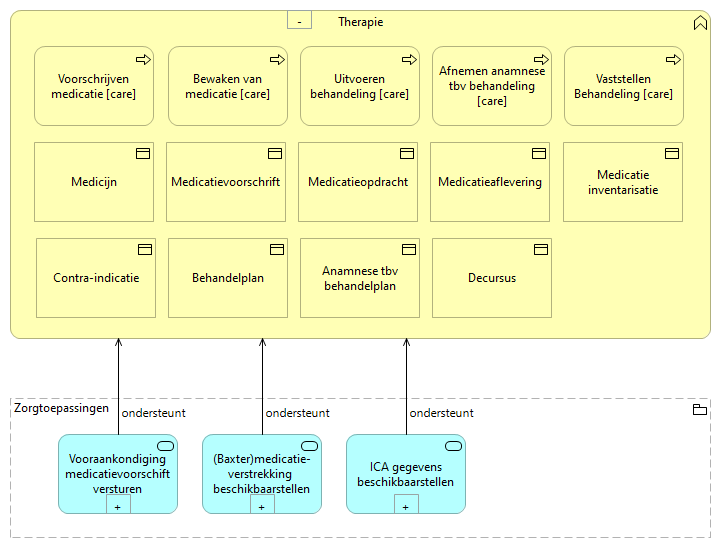 -
Therapie
Voorschrijven
medicatie [care]
Bewaken van
medicatie [care]
Uitvoeren
behandeling [care]
Afnemen anamnese
tbv behandeling
[care]
Vaststellen
Behandeling [care]
Medicijn
Medicatievoorschrift
Medicatieopdracht
Medicatieaflevering
Medicatie
inventarisatie
Contra-indicatie
Behandelplan
Anamnese tbv
behandelplan
Decursus
Zorgtoepassingen
ondersteunt
ondersteunt
ondersteunt
Vooraankondiging
medicatievoorschift
versturen
+
(Baxter)medicatie-
verstrekking
beschikbaarstellen
+
ICA gegevens
beschikbaarstellen
+